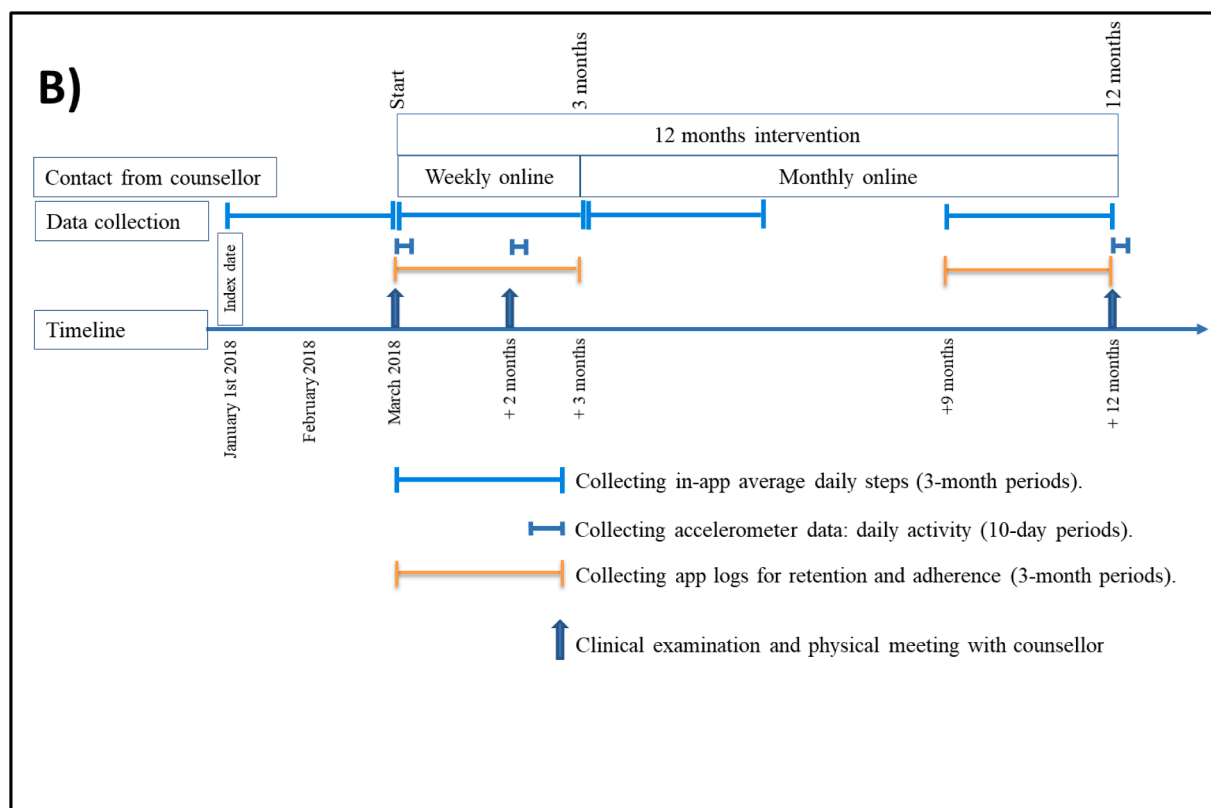 B)
Start
3 months
12 months
12 months intervention
Contact from counsellor
Weekly online
Monthly online
Data collection
Index date
Timeline
January 1st 2018
February 2018
March 2018
+ 2 months
+ 3 months
+9 months
+ 12 months
Collecting in-app average daily steps (3-month periods).
Collecting accelerometer data: daily activity (10-day periods).
Collecting app logs for retention and adherence (3-month periods).
Clinical examination and physical meeting with counsellor